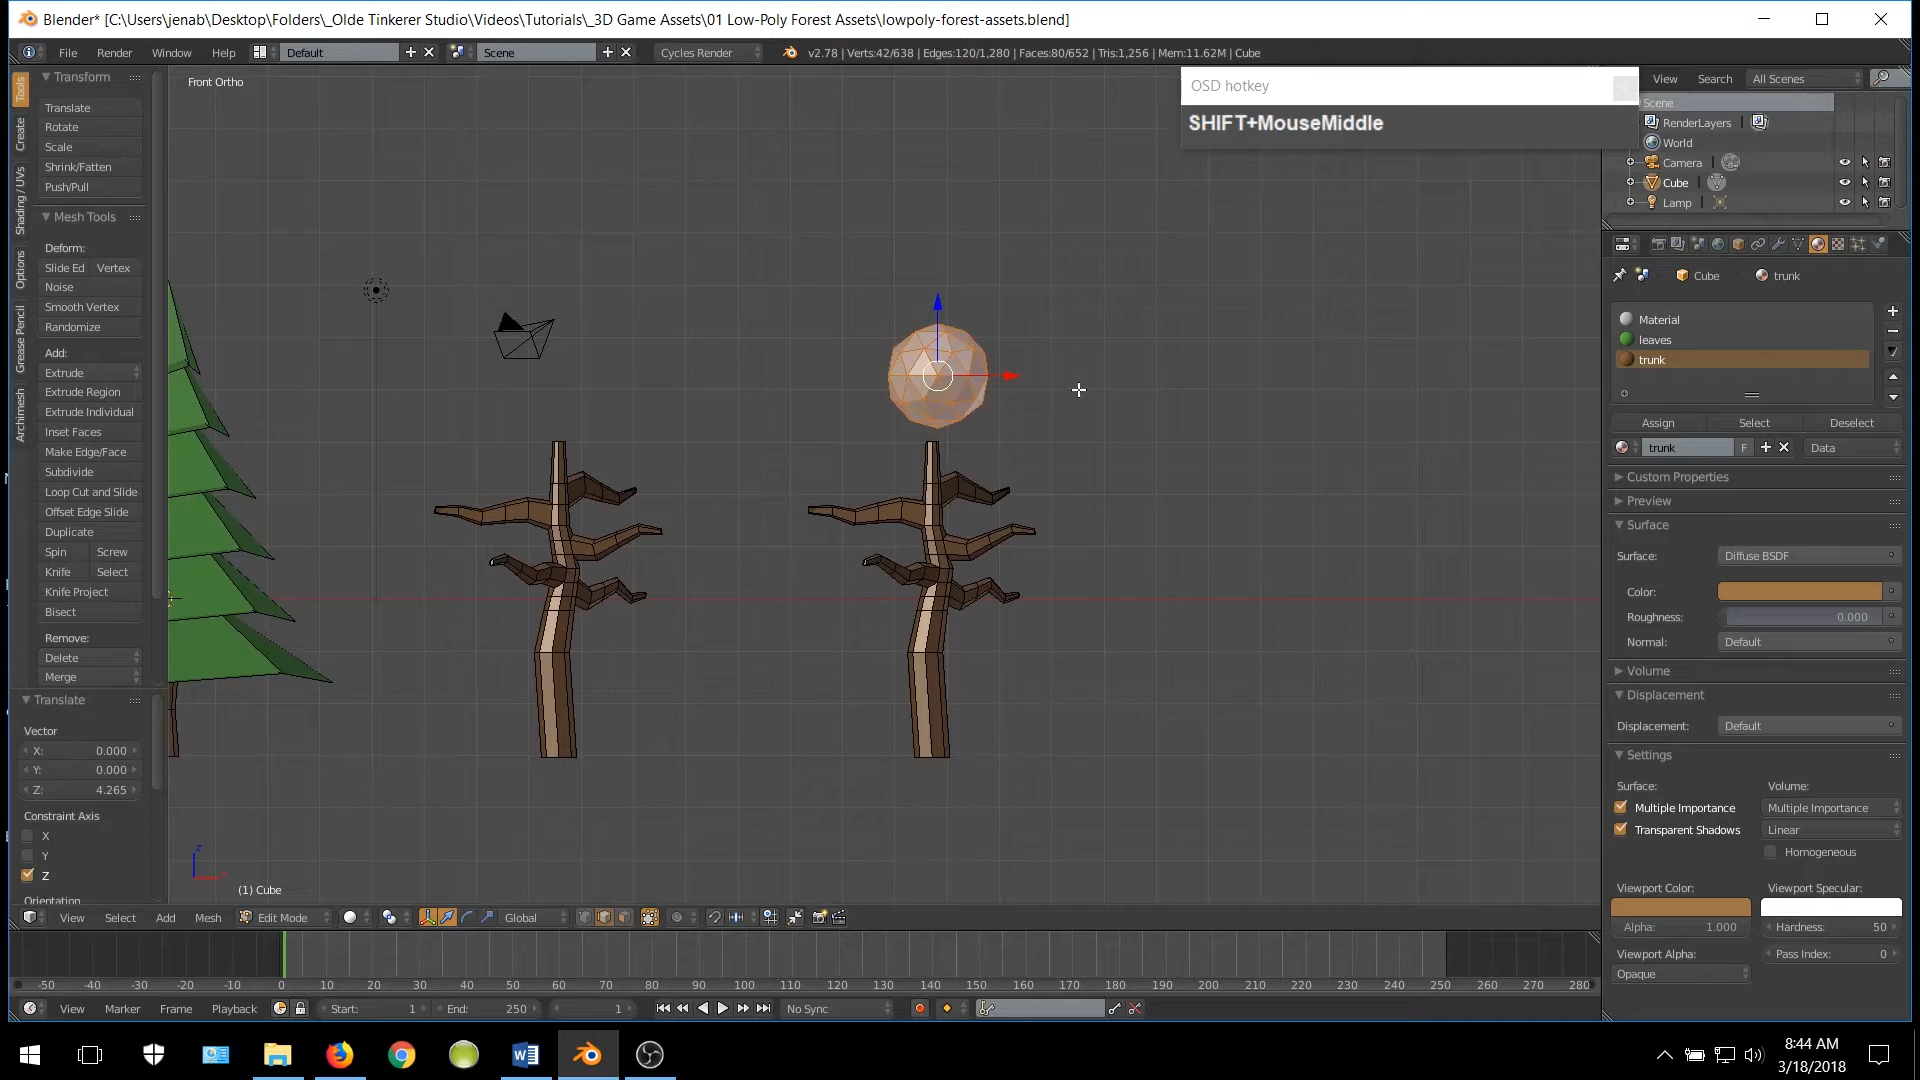 Blender* [C:\Users\jenab\Desktop\Folders\_Olde Tinkerer Studio\Videos\Tutorials\_3D Game Assets\01 Low-Poly Forest Assets\lowpoly-forest-assets.blend]
File Render Window Help Default Scene Cycles Render v2.78 | Verts:42/638 | Edges:120/1,280 | Faces:80/652 | Tris:1,256 | Mem:11.62M | Cube
Tools
Create
Shading / UVs
Options
Grease Pencil
Archimesh
Transform
Translate
Rotate
Scale
Shrink/Fatten
Push/Pull
Mesh Tools
Deform:
Slide Ed Vertex
Noise
Smooth Vertex
Randomize
Add:
Extrude
Extrude Region
Extrude Individual
Inset Faces
Make Edge/Face
Subdivide
Loop Cut and Slide
Offset Edge Slide
Duplicate
Spin Screw
Knife Select
Knife Project
Bisect
Remove:
Delete
Merge
Translate
Vector
X: 0.000
Y: 0.000
Z: 4.265
Constraint Axis
X
Y
Z
Orientation
Front Ortho
OSD hotkey
SHIFT+MouseMiddle
z
(1) Cube
View Select Add Mesh Edit Mode Global
-50 -40 -30 -20 -10 0 10 20 30 40 50 60 70 80 90 100 110 120 130 140 150 160 170 180 190 200 210 220 230 240 250 260 270 280
View Marker Frame Playback Start: 1 End: 250 1 No Sync
View Search All Scenes
Scene
RenderLayers
World
Camera
Cube
Lamp
Cube trunk
Material
leaves
trunk
Assign Select Deselect
trunk F Data
Custom Properties
Preview
Surface
Surface: Diffuse BSDF
Color:
Roughness: 0.000
Normal: Default
Volume
Displacement
Displacement: Default
Settings
Surface: Volume:
Multiple Importance Multiple Importance
Transparent Shadows Linear
Homogeneous
Viewport Color: Viewport Specular:
Alpha: 1.000 Hardness: 50
Viewport Alpha: Pass Index: 0
Opaque
8:44 AM
3/18/2018